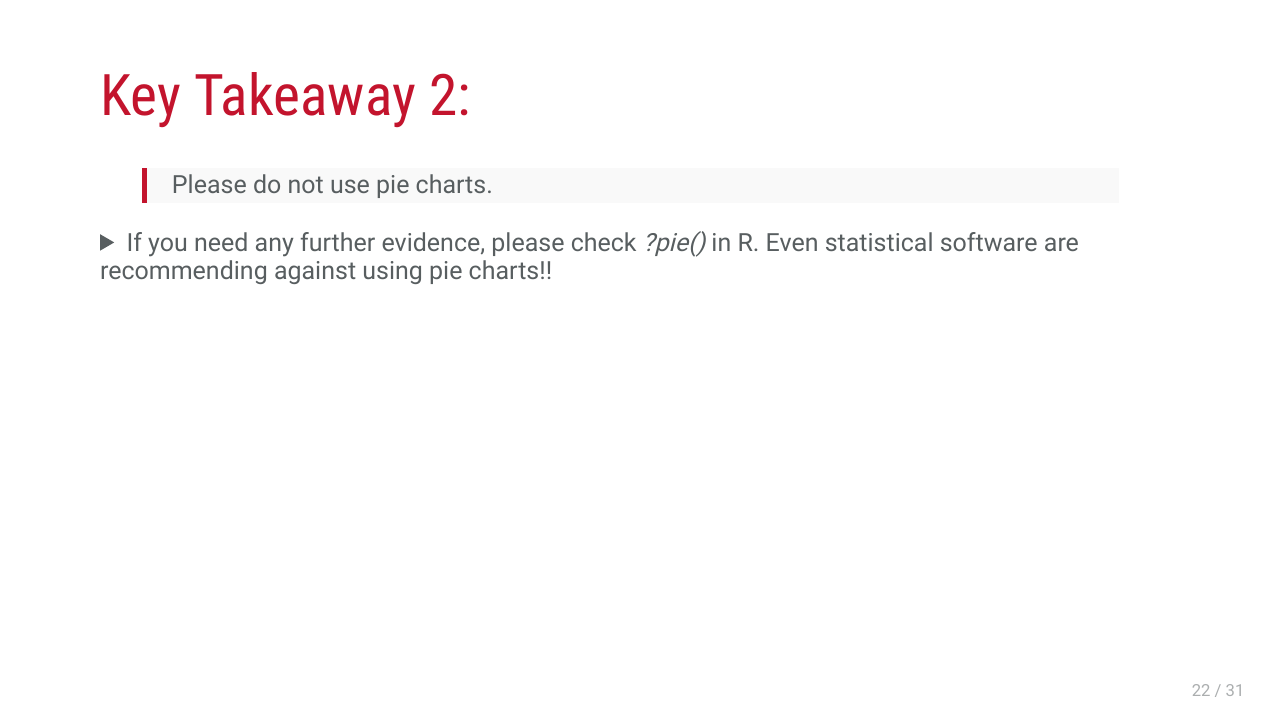 Key Takeaway 2:
Please do not use pie charts.
▶ If you need any further evidence, please check ?pie() in R. Even statistical software are
recommending against using pie charts!!
22 / 31